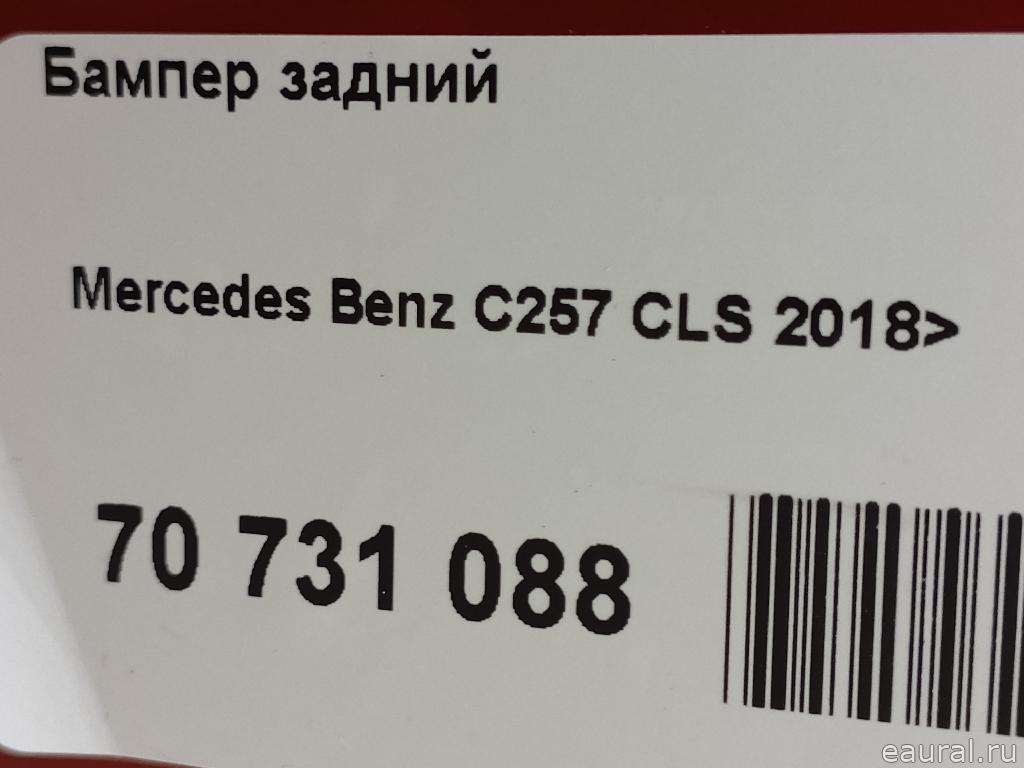 Бампер задний
Mercedes Benz C257 CLS 2018>
70 731 088
eaural.ru